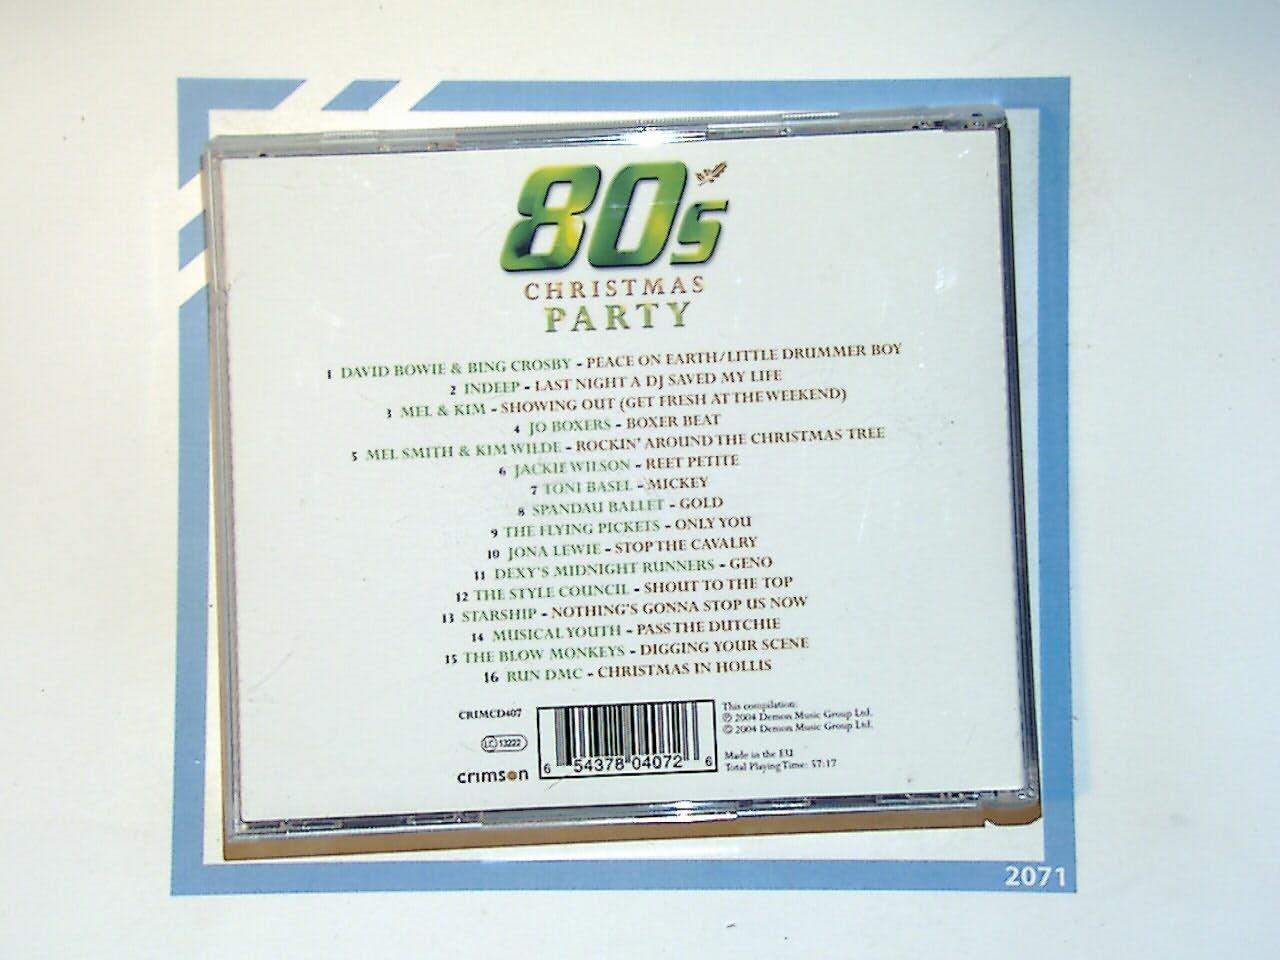 80s
CHRISTMAS
PARTY
1 DAVID BOWIE & BING CROSBY - PEACE ON EARTH/LITTLE DRUMMER BOY
2 INDEEP - LAST NIGHT A DJ SAVED MY LIFE
3 MEL & KIM - SHOWING OUT (GET FRESH AT THE WEEKEND)
4 JO BOXERS - BOXER BEAT
5 MEL SMITH & KIM WILDE - ROCKIN' AROUND THE CHRISTMAS TREE
6 JACKIE WILSON - REET PETITE
7 TONI BASEL - MICKEY
8 SPANDAU BALLET - GOLD
9 THE FLYING PICKETS - ONLY YOU
10 JONA LEWIE - STOP THE CAVALRY
11 DEXY'S MIDNIGHT RUNNERS - GENO
12 THE STYLE COUNCIL - SHOUT TO THE TOP
13 STARSHIP - NOTHING'S GONNA STOP US NOW
14 MUSICAL YOUTH - PASS THE DUTCHIE
15 THE BLOW MONKEYS - DIGGING YOUR SCENE
16 RUN DMC - CHRISTMAS IN HOLLIS
CRIMCD407
LC 13222
crimson
6 54378 04072 6
This compilation:
℗ 2004 Demon Music Group Ltd.
© 2004 Demon Music Group Ltd.
Made in the EU
Total Playing Time: 57:17
2071